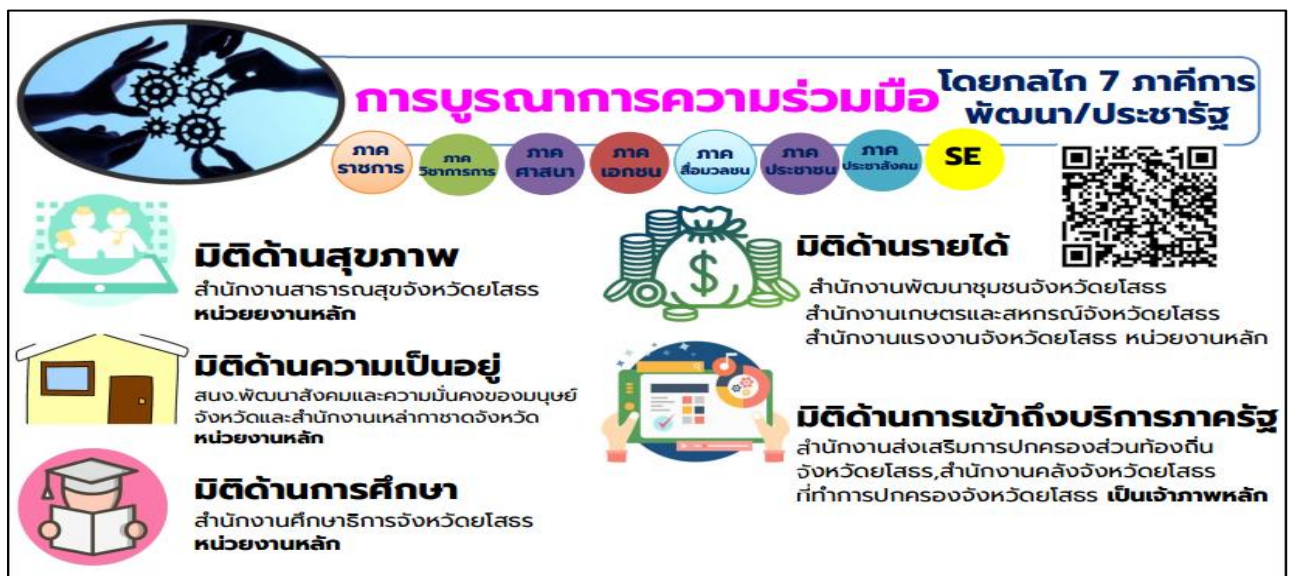 การบูรณาการความร่วมมือ
โดยกลไก 7 ภาคีการ
พัฒนา/ประชารัฐ
ภาค
ราชการ
ภาค
วิชาการการ
ภาค
ศาสนา
ภาค
เอกชน
ภาค
สื่อมวลชน
ภาค
ประชาชน
ภาค
ประชาสังคม
SE
มิติด้านสุขภาพ
สำนักงานสาธารณสุขจังหวัดยโสธร
หน่วยยงานหลัก
มิติด้านความเป็นอยู่
สนง.พัฒนาสังคมและความมั่นคงของมนุษย์
จังหวัดและสำนักงานเหล่ากาชาดจังหวัด
หน่วยงานหลัก
มิติด้านการศึกษา
สำนักงานศึกษาธิการจังหวัดยโสธร
หน่วยงานหลัก
มิติด้านรายได้
สำนักงานพัฒนาชุมชนจังหวัดยโสธร
สำนักงานเกษตรและสหกรณ์จังหวัดยโสธร
สำนักงานแรงงานจังหวัดยโสธร หน่วยงานหลัก
มิติด้านการเข้าถึงบริการภาครัฐ
สำนักงานส่งเสริมการปกครองส่วนท้องถิ่น
จังหวัดยโสธร,สำนักงานคลังจังหวัดยโสธร
ที่ทำการปกครองจังหวัดยโสธร เป็นเจ้าภาพหลัก